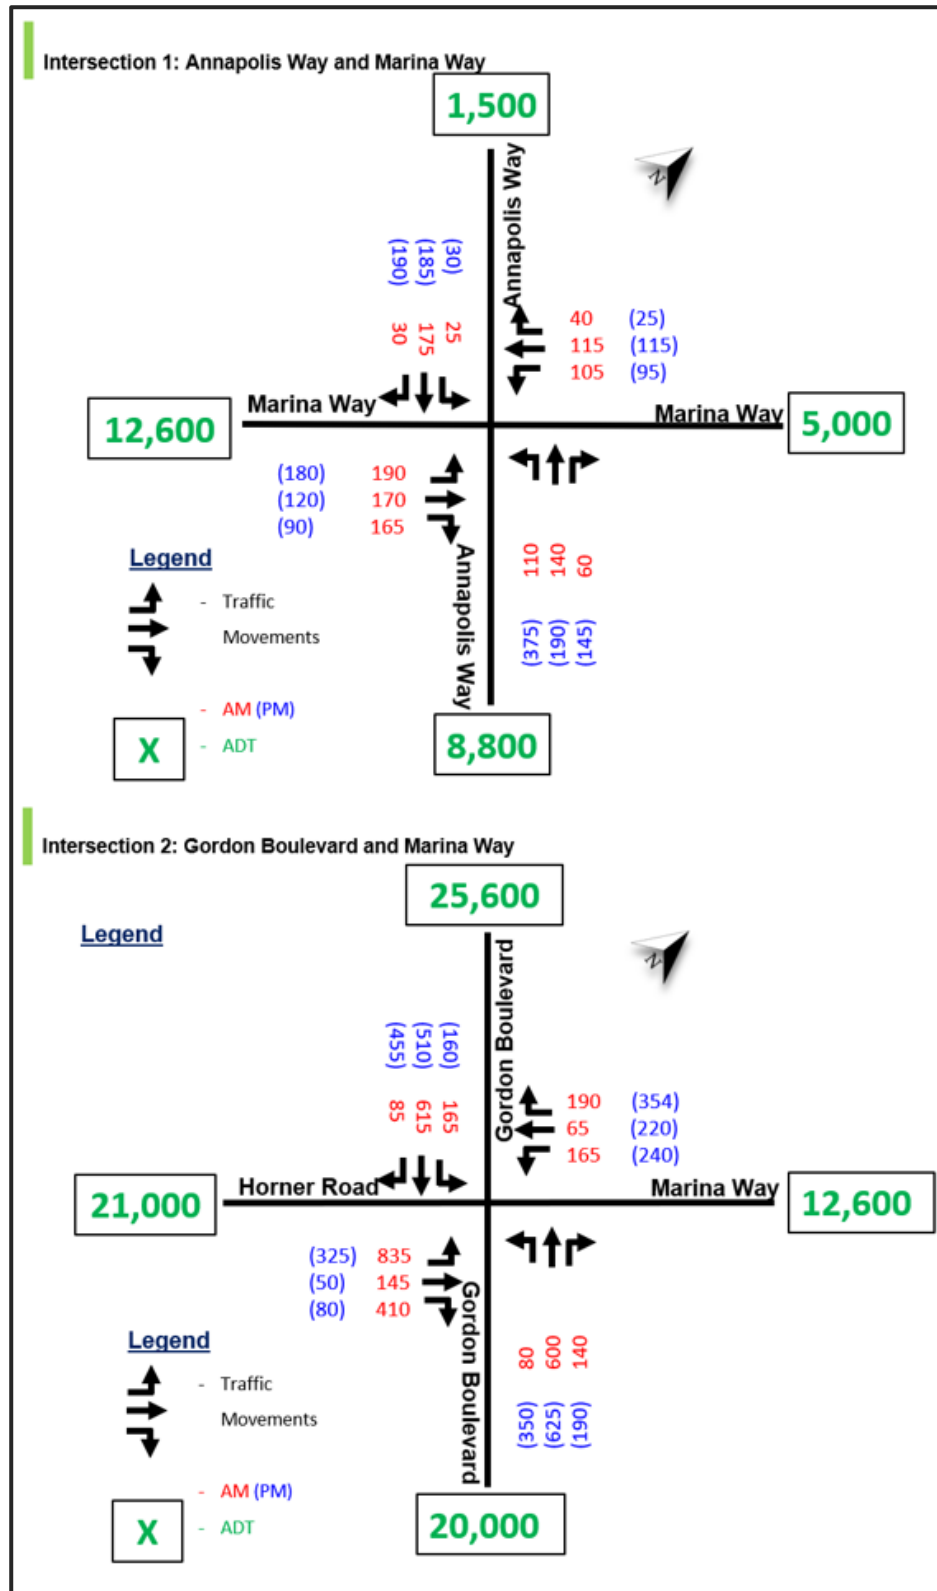 Intersection 1: Annapolis Way and Marina Way
1,500
N
Annapolis Way
(190) (185) (30)
30 175 25
40 (25)
115 (115)
105 (95)
Marina Way
Marina Way
12,600
5,000
(180) 190
(120) 170
(90) 165
Annapolis Way
110 140 60
(375) (190) (145)
Legend
- Traffic
Movements
- AM (PM)
X - ADT
8,800
Intersection 2: Gordon Boulevard and Marina Way
25,600
Legend
N
Gordon Boulevard
(455) (510) (160)
85 615 165
190 (354)
65 (220)
165 (240)
Horner Road
Marina Way
21,000
12,600
(325) 835
(50) 145
(80) 410
Gordon Boulevard
80 600 140
(350) (625) (190)
Legend
- Traffic
Movements
- AM (PM)
X - ADT
20,000